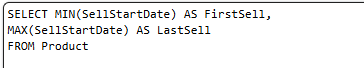 SELECT MIN(SellStartDate) AS FirstSell,
MAX(SellStartDate) AS LastSell
FROM Product